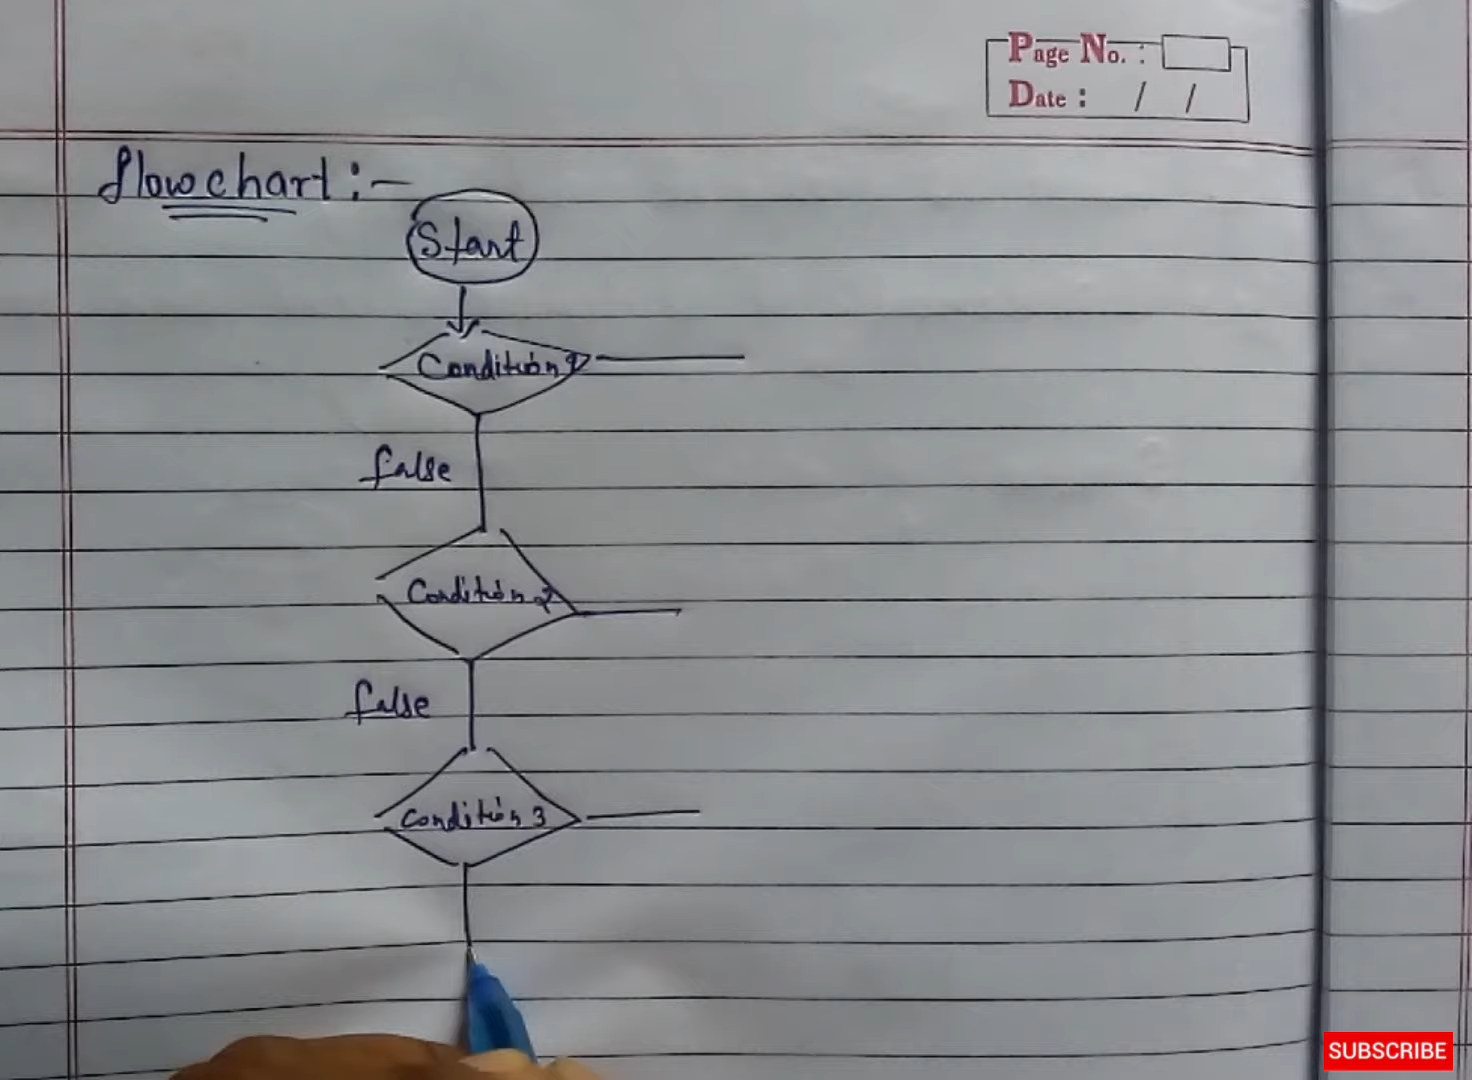 Page No. :
Date : / /
flowchart :-
Start
Condition 1
false
Condition 2
false
Condition 3
SUBSCRIBE